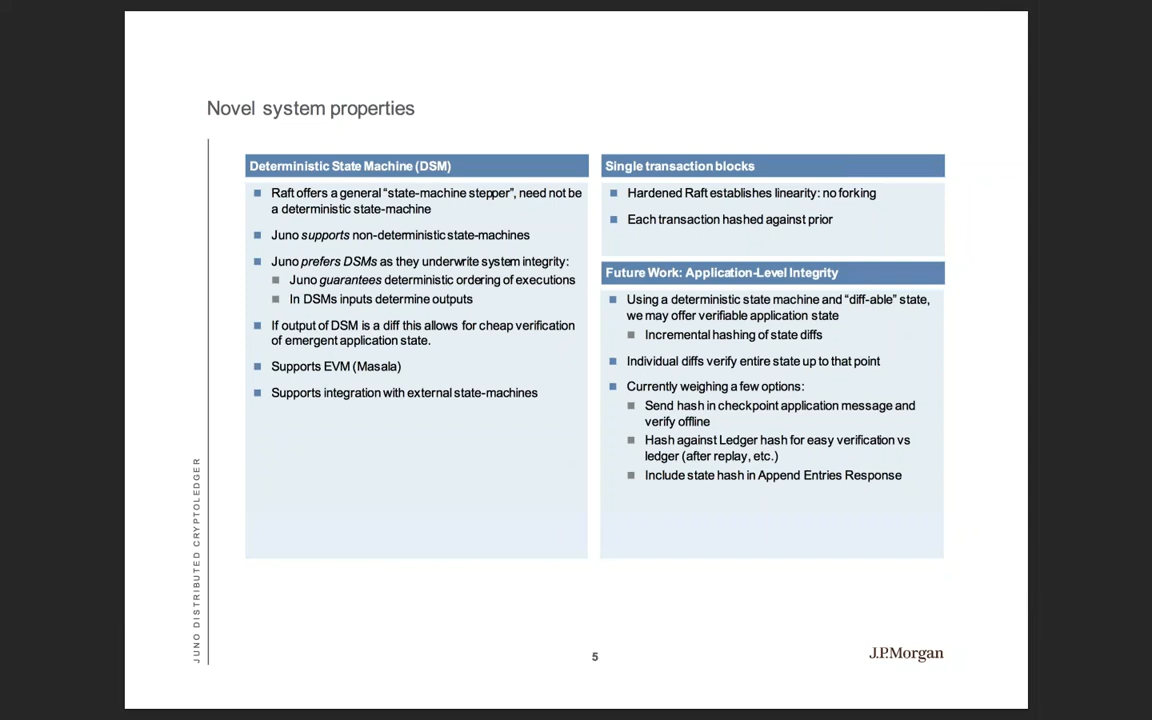 Novel system properties
Deterministic State Machine (DSM)
Raft offers a general “state-machine stepper”, need not be
a deterministic state-machine
Juno supports non-deterministic state-machines
Juno prefers DSMs as they underwrite system integrity:
Juno guarantees deterministic ordering of executions
In DSMs inputs determine outputs
If output of DSM is a diff this allows for cheap verification
of emergent application state.
Supports EVM (Masala)
Supports integration with external state-machines
Single transaction blocks
Hardened Raft establishes linearity: no forking
Each transaction hashed against prior
Future Work: Application-Level Integrity
Using a deterministic state machine and “diff-able” state,
we may offer verifiable application state
Incremental hashing of state diffs
Individual diffs verify entire state up to that point
Currently weighing a few options:
Send hash in checkpoint application message and
verify offline
Hash against Ledger hash for easy verification vs
ledger (after replay, etc.)
Include state hash in Append Entries Response
JUNO DISTRIBUTED CRYPTOLEDGER
5
J.P.Morgan